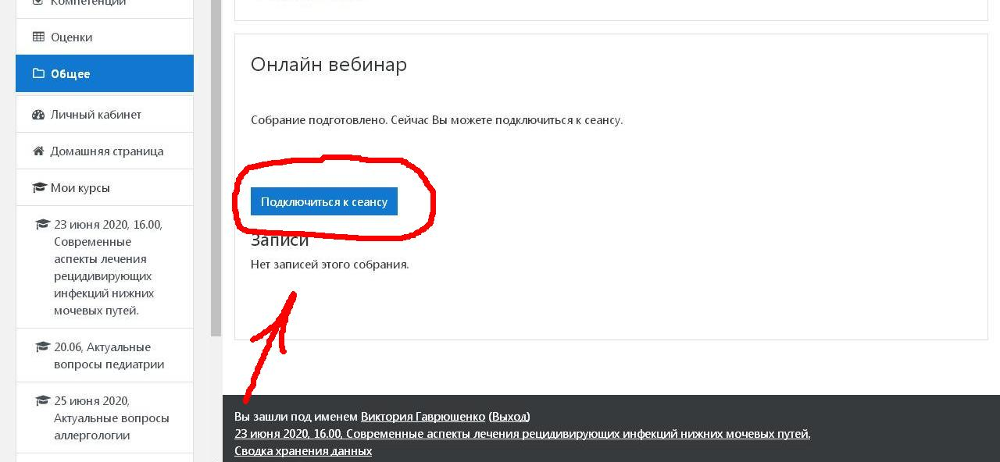 Компетенции
Оценки
Общее
Личный кабинет
Домашняя страница
Мои курсы
23 июня 2020, 16.00,
Современные
аспекты лечения
рецидивирующих
инфекций нижних
мочевых путей.
20.06, Актуальные
вопросы педиатрии
25 июня 2020,
Актуальные вопросы
аллергологии
Онлайн вебинар
Собрание подготовлено. Сейчас Вы можете подключиться к сеансу.
Подключиться к сеансу
Записи
Нет записей этого собрания.
Вы зашли под именем Виктория Гаврюшенко (Выход)
23 июня 2020, 16.00, Современные аспекты лечения рецидивирующих инфекций нижних мочевых путей.
Сводка хранения данных